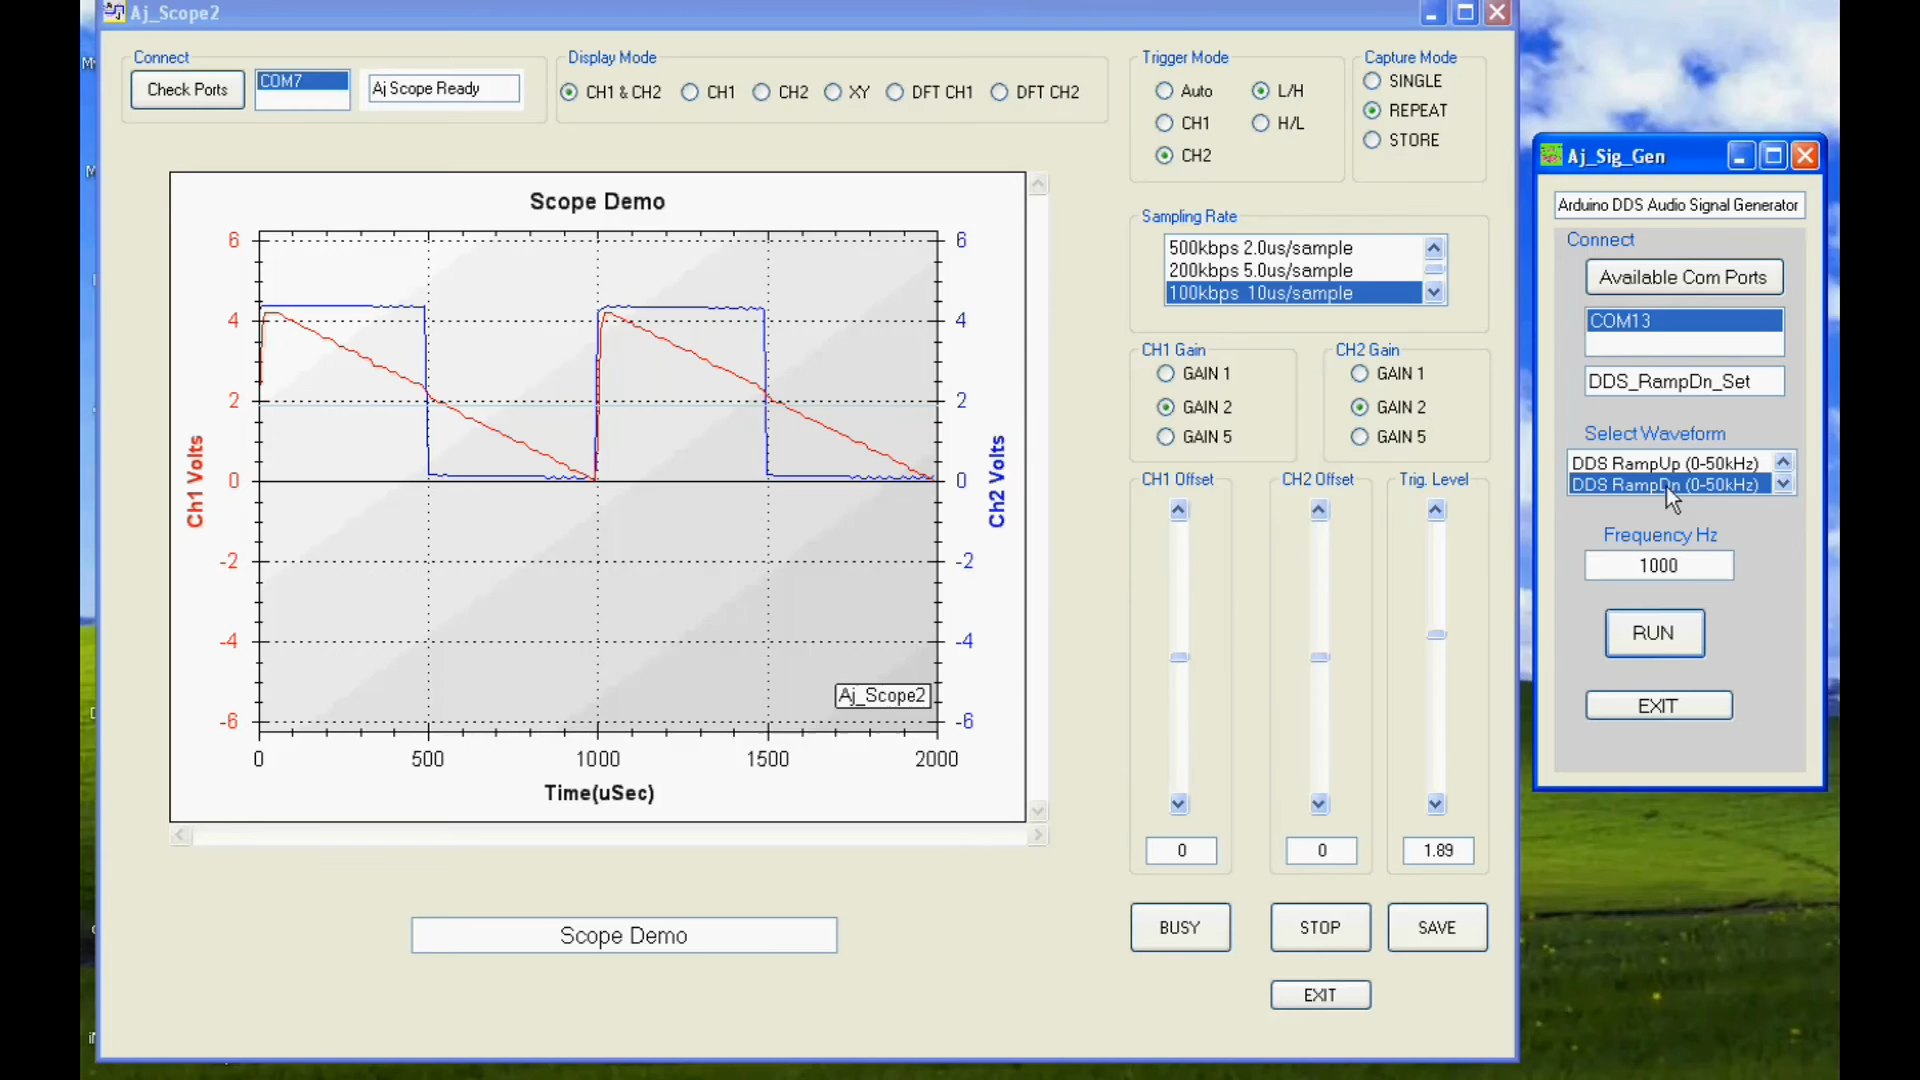 Aj_Scope2
Connect
Check Ports
COM7
Aj Scope Ready
Display Mode
CH1 & CH2
CH1
CH2
XY
DFT CH1
DFT CH2
Trigger Mode
Auto
L/H
CH1
H/L
CH2
Capture Mode
SINGLE
REPEAT
STORE
Scope Demo
6
4
2
0
-2
-4
-6
Ch1 Volts
6
4
2
0
-2
-4
-6
Ch2 Volts
Aj_Scope2
0
500
1000
1500
2000
Time(uSec)
Scope Demo
Sampling Rate
500kbps 2.0us/sample
200kbps 5.0us/sample
100kbps 10us/sample
CH1 Gain
GAIN 1
GAIN 2
GAIN 5
CH2 Gain
GAIN 1
GAIN 2
GAIN 5
CH1 Offset
0
CH2 Offset
0
Trig. Level
1.89
BUSY
STOP
SAVE
EXIT
Aj_Sig_Gen
Arduino DDS Audio Signal Generator
Connect
Available Com Ports
COM13
DDS_RampDn_Set
Select Waveform
DDS RampUp (0-50kHz)
DDS RampDn (0-50kHz)
Frequency Hz
1000
RUN
EXIT